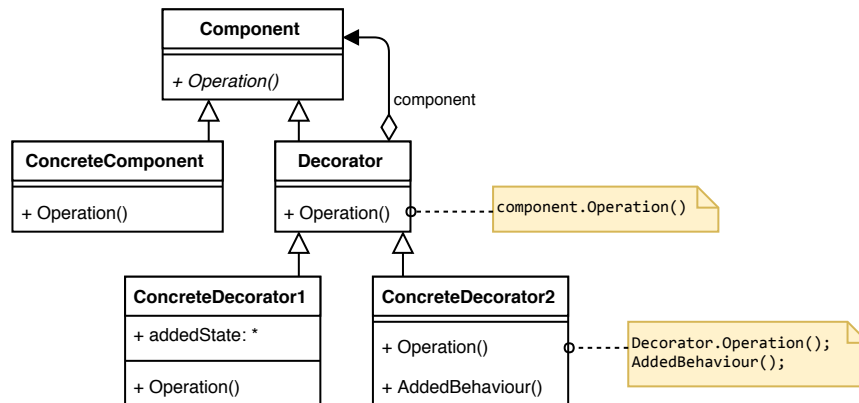 Component
+ Operation()
component
ConcreteComponent
+ Operation()
Decorator
+ Operation()
component.Operation()
ConcreteDecorator1
+ addedState: *
+ Operation()
ConcreteDecorator2
+ Operation()
+ AddedBehaviour()
Decorator.Operation();
AddedBehaviour();